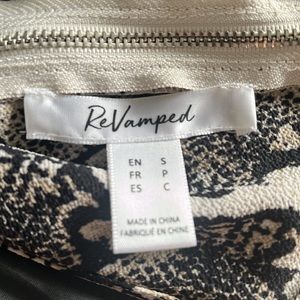 ReVamped
EN S
FR P
ES C
MADE IN CHINA
FABRIQUÉ EN CHINE